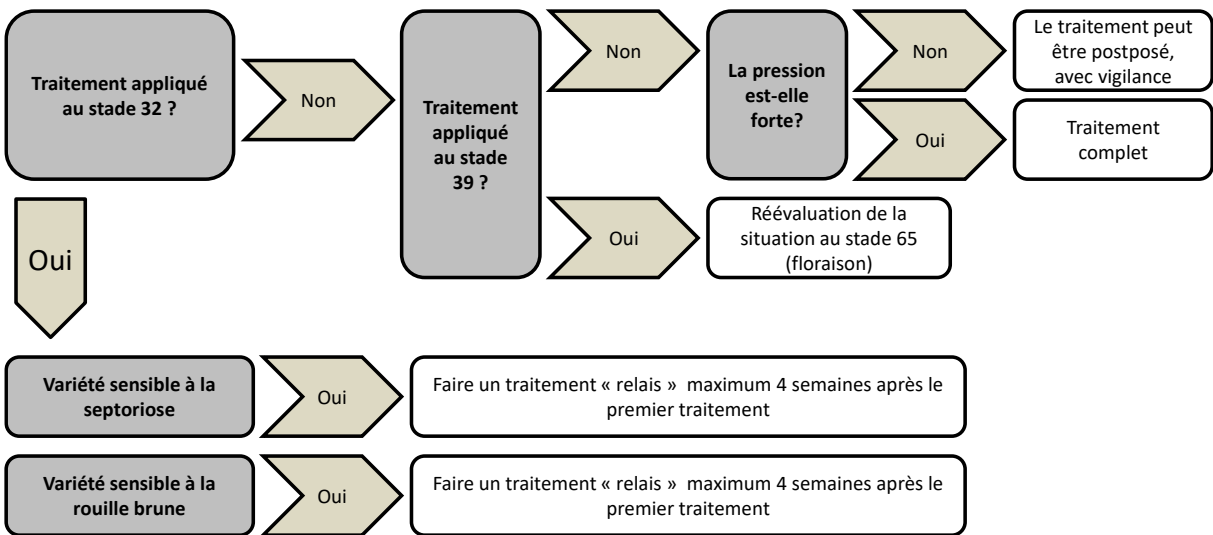 Traitement appliqué
au stade 32 ?
Non
Traitement
appliqué
au stade
39 ?
Non
La pression
est-elle
forte?
Non
Le traitement peut
être postposé,
avec vigilance
Oui
Traitement
complet
Oui
Réévaluation de la
situation au stade 65
(floraison)
Oui
Variété sensible à la
septoriose
Oui
Faire un traitement « relais » maximum 4 semaines après le
premier traitement
Variété sensible à la
rouille brune
Oui
Faire un traitement « relais » maximum 4 semaines après le
premier traitement